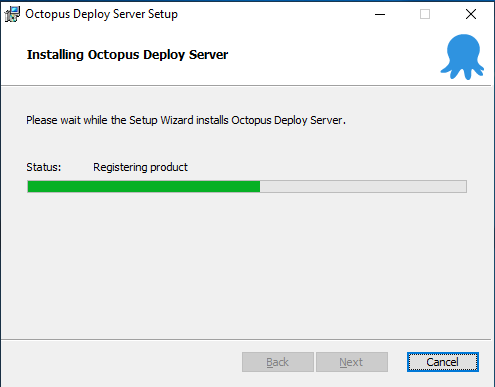 Octopus Deploy Server Setup
Installing Octopus Deploy Server
Please wait while the Setup Wizard installs Octopus Deploy Server.
Status: Registering product
Back Next Cancel